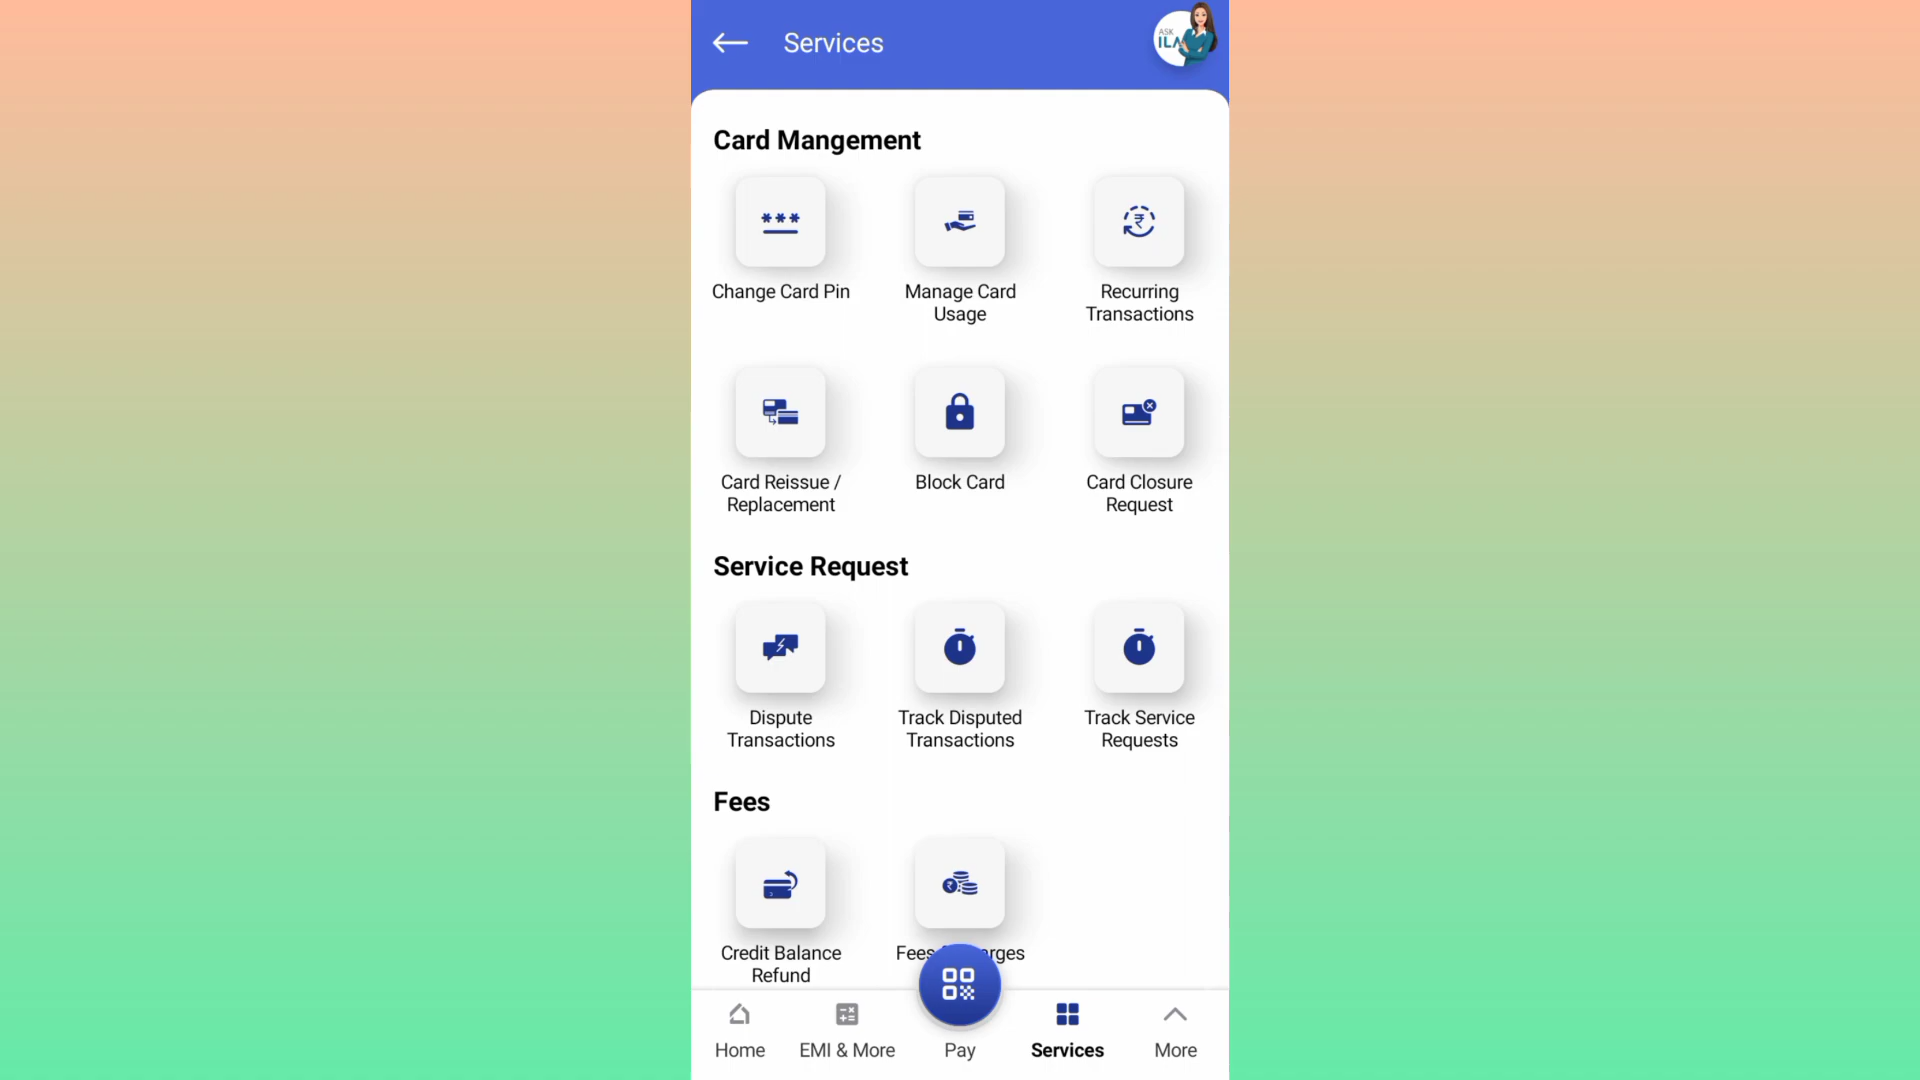 Services
ASK
ILA
Card Mangement
Change Card Pin
Manage Card
Usage
Recurring
Transactions
Card Reissue /
Replacement
Block Card
Card Closure
Request
Service Request
Dispute
Transactions
Track Disputed
Transactions
Track Service
Requests
Fees
Credit Balance
Refund
Fees
Home
EMI & More
Pay
Services
More